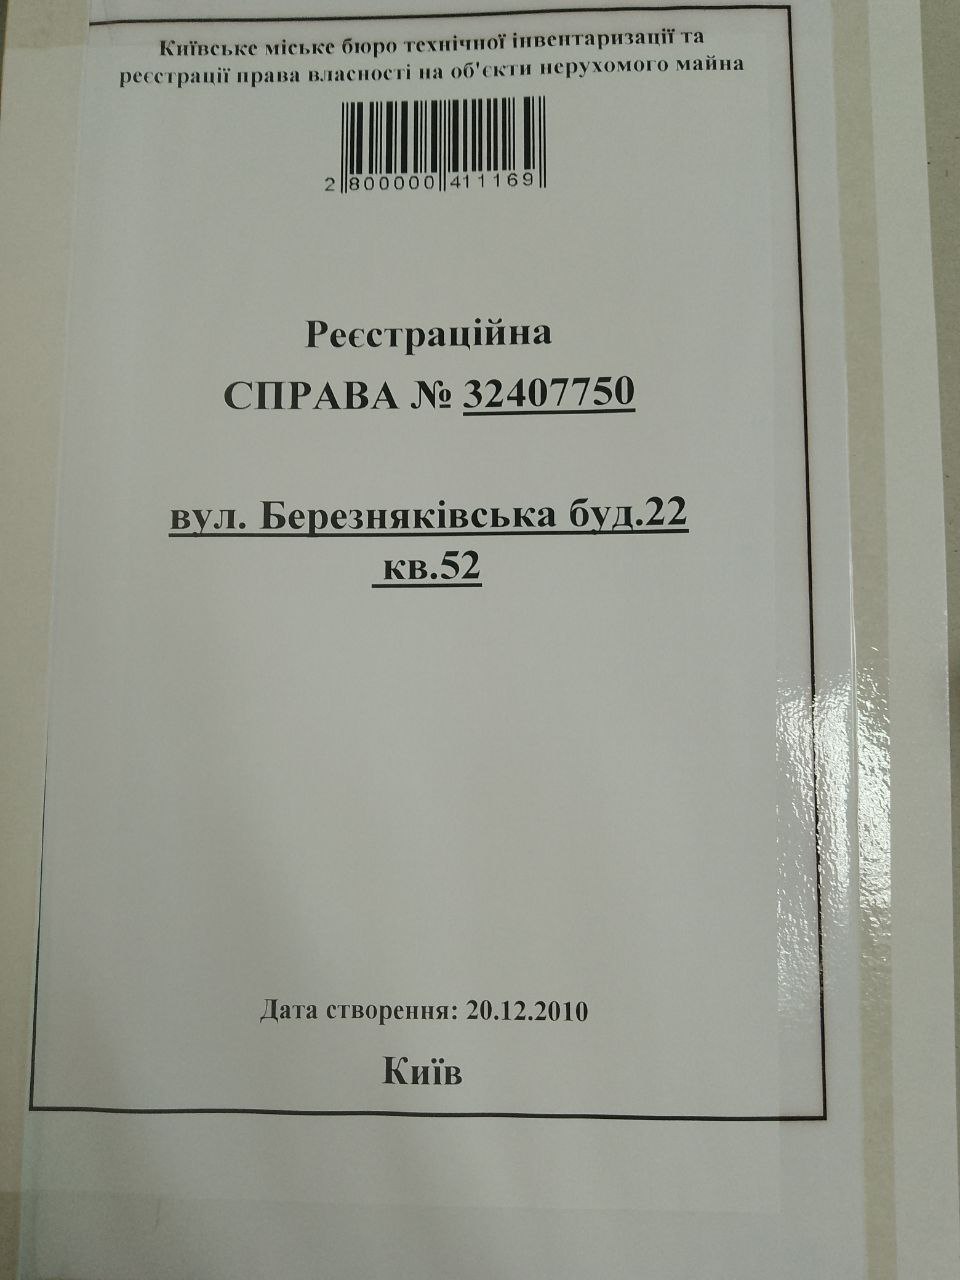 Київське міське бюро технічної інвентаризації та
реєстрації права власності на об'єкти нерухомого майна
2 800000 411169
Реєстраційна
СПРАВА № 32407750
вул. Березняківська буд.22
кв.52
Дата створення: 20.12.2010
Київ